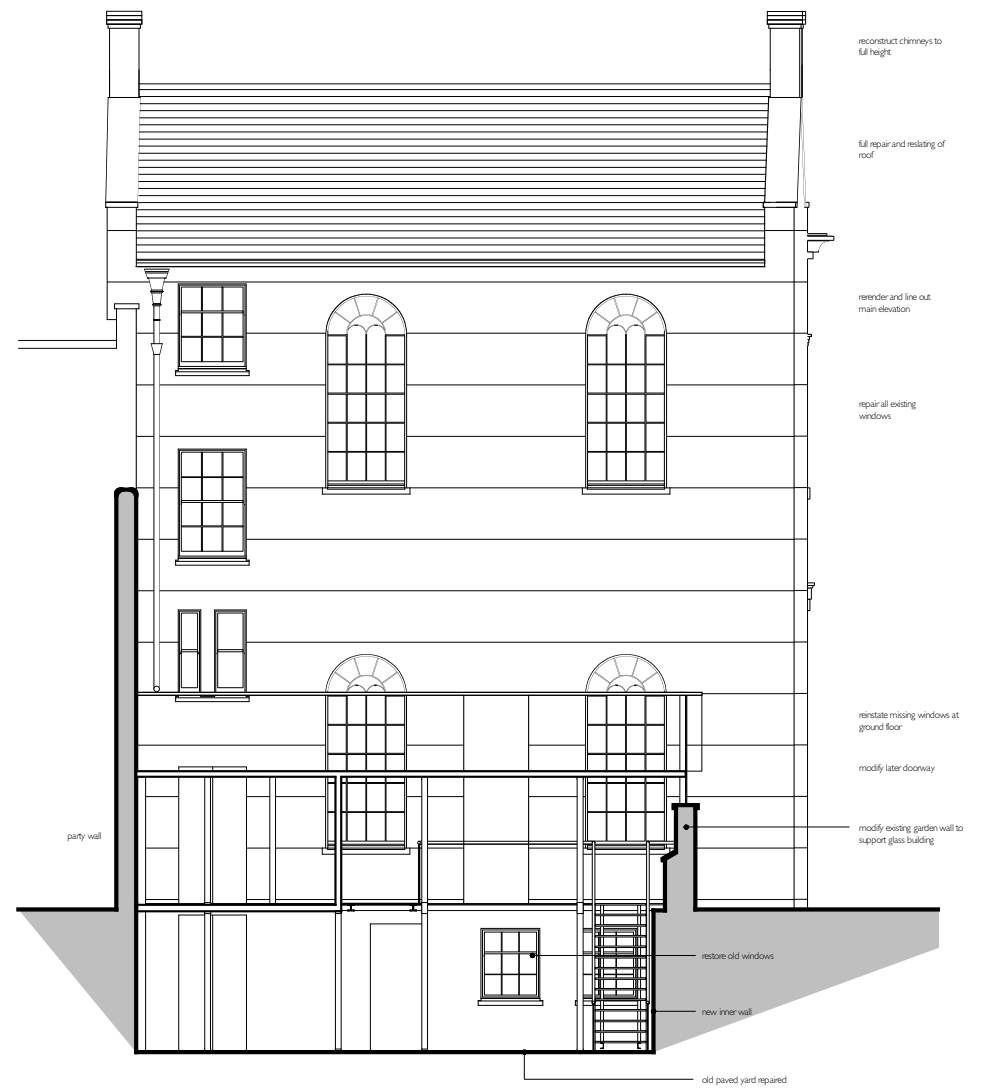 reconstruct chimneys to
full height
full repair and reslating of
roof
rerender and line out
main elevation
repair all existing
windows
reinstate missing windows at
ground floor
modify later doorway
party wall
modify existing garden wall to
support glass building
restore old windows
new inner wall
old paved yard repaired